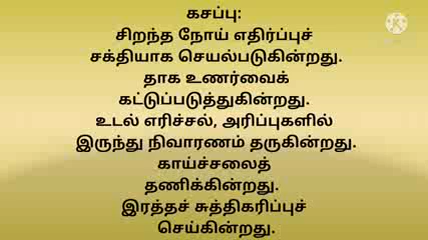 கசப்பு:
சிறந்த நோய் எதிர்ப்புச்
சக்தியாக செயல்படுகின்றது.
தாக உணர்வைக்
கட்டுப்படுத்துகின்றது.
உடல் எரிச்சல், அரிப்புகளில்
இருந்து நிவாரணம் தருகின்றது.
காய்ச்சலைத்
தணிக்கின்றது.
இரத்தச் சுத்திகரிப்புச்
செய்கின்றது.